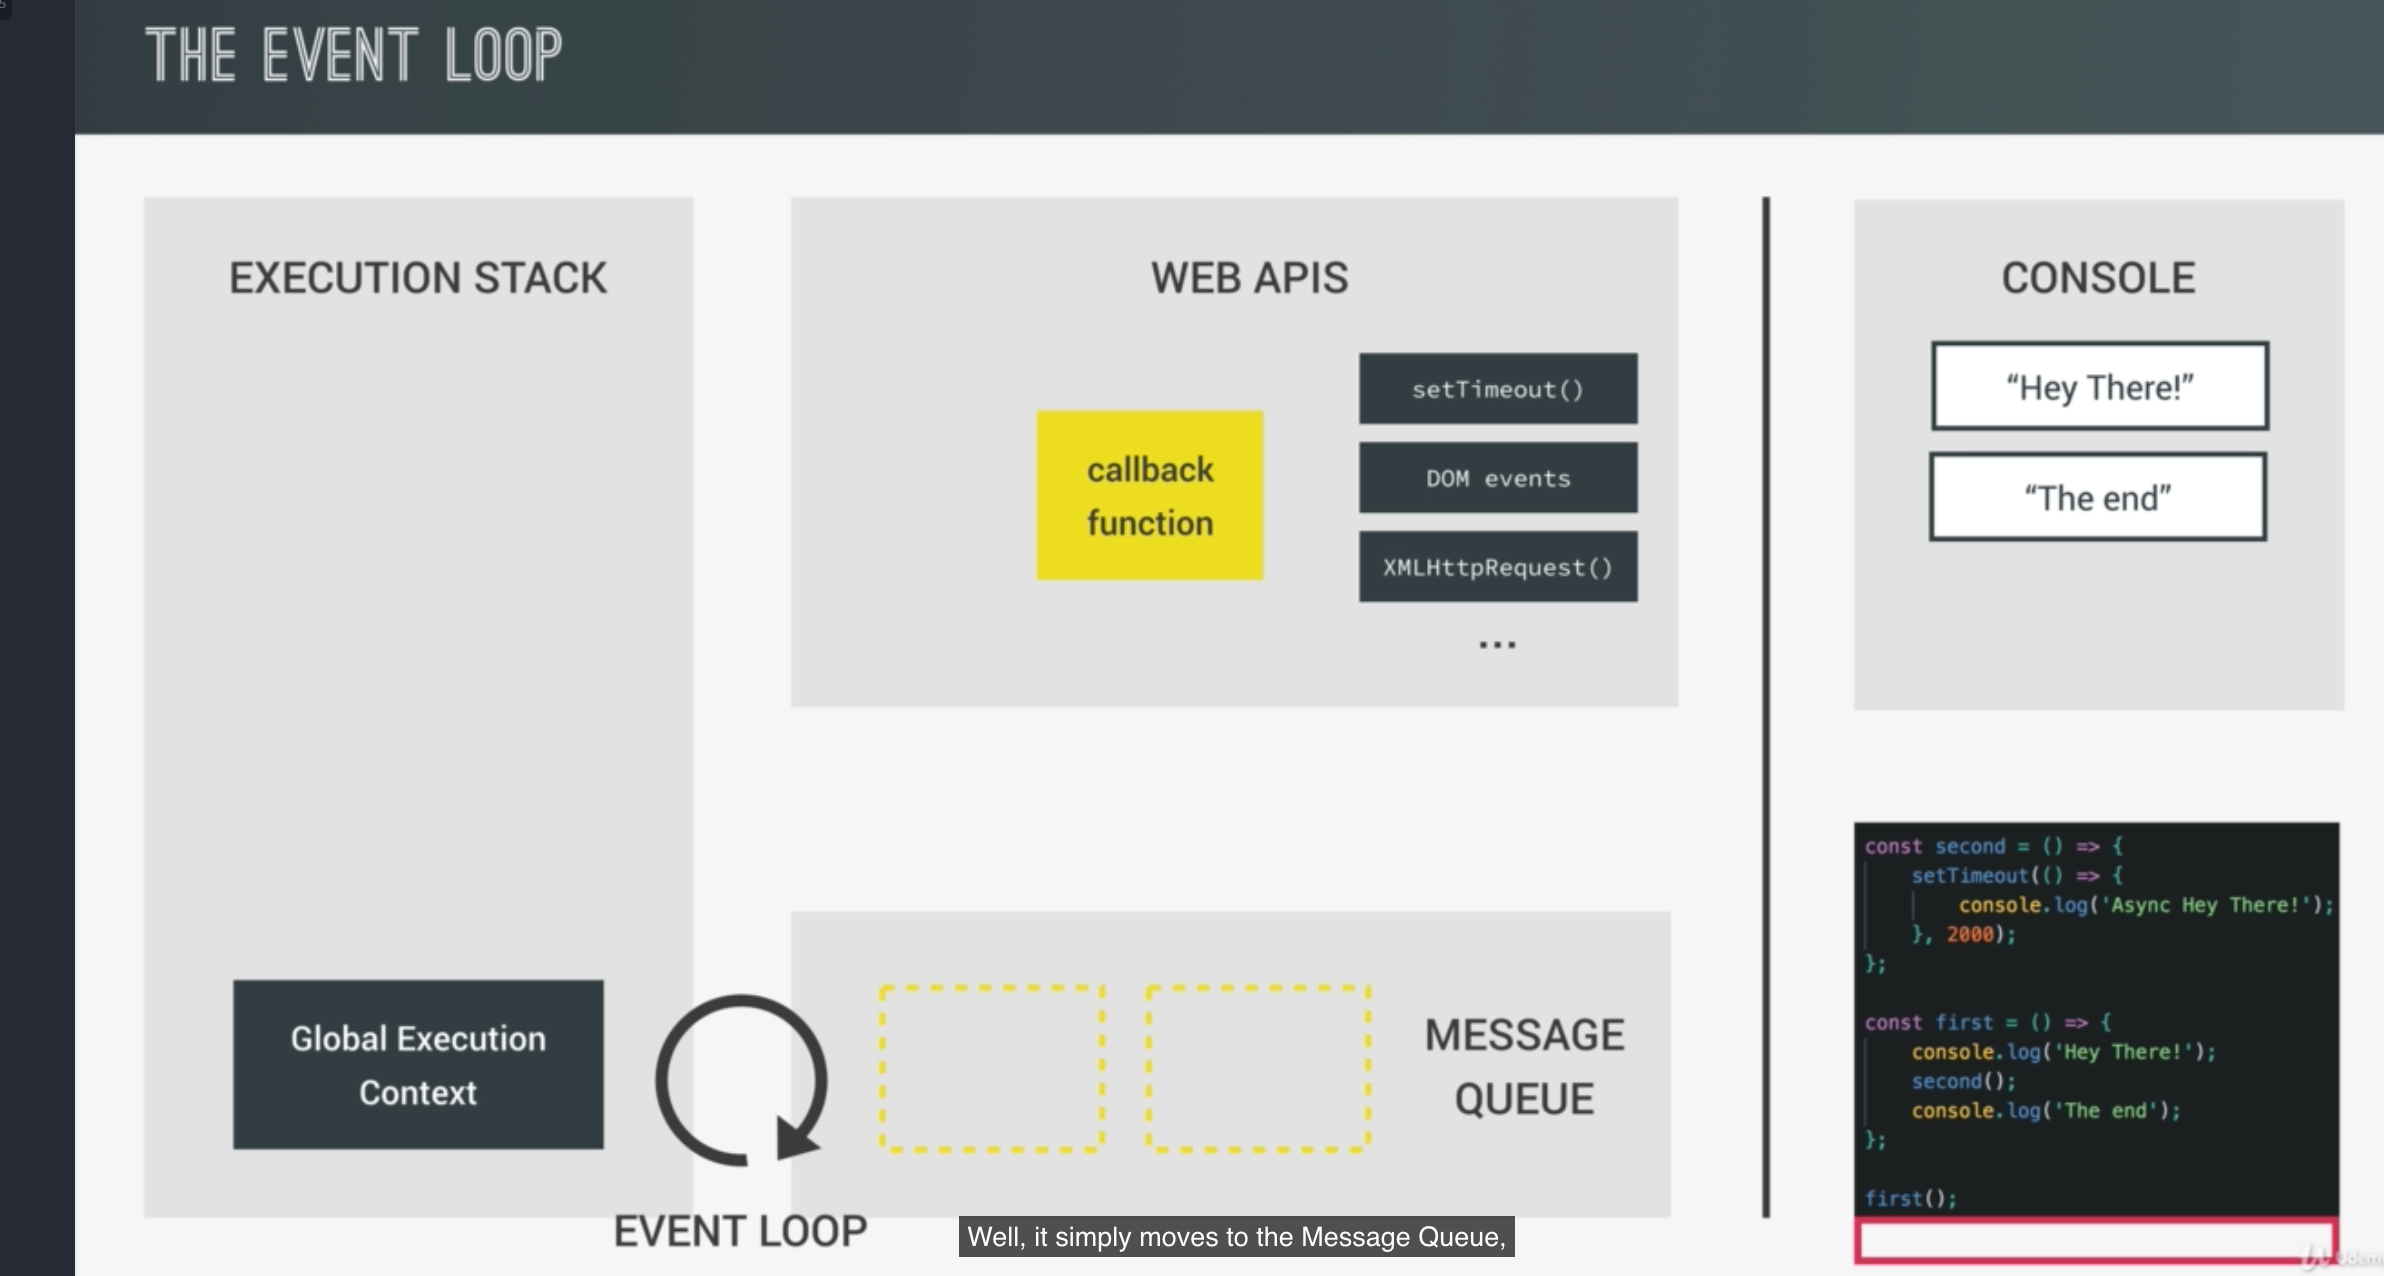 THE EVENT LOOP
EXECUTION STACK
Global Execution
Context
EVENT LOOP
WEB APIS
callback
function
setTimeout()
DOM events
XMLHttpRequest()
...
MESSAGE
QUEUE
CONSOLE
“Hey There!”
“The end”
const second = () => {
setTimeout(() => {
console.log('Async Hey There!');
}, 2000);
};
const first = () => {
console.log('Hey There!');
second();
console.log('The end');
};
first();
Well, it simply moves to the Message Queue,